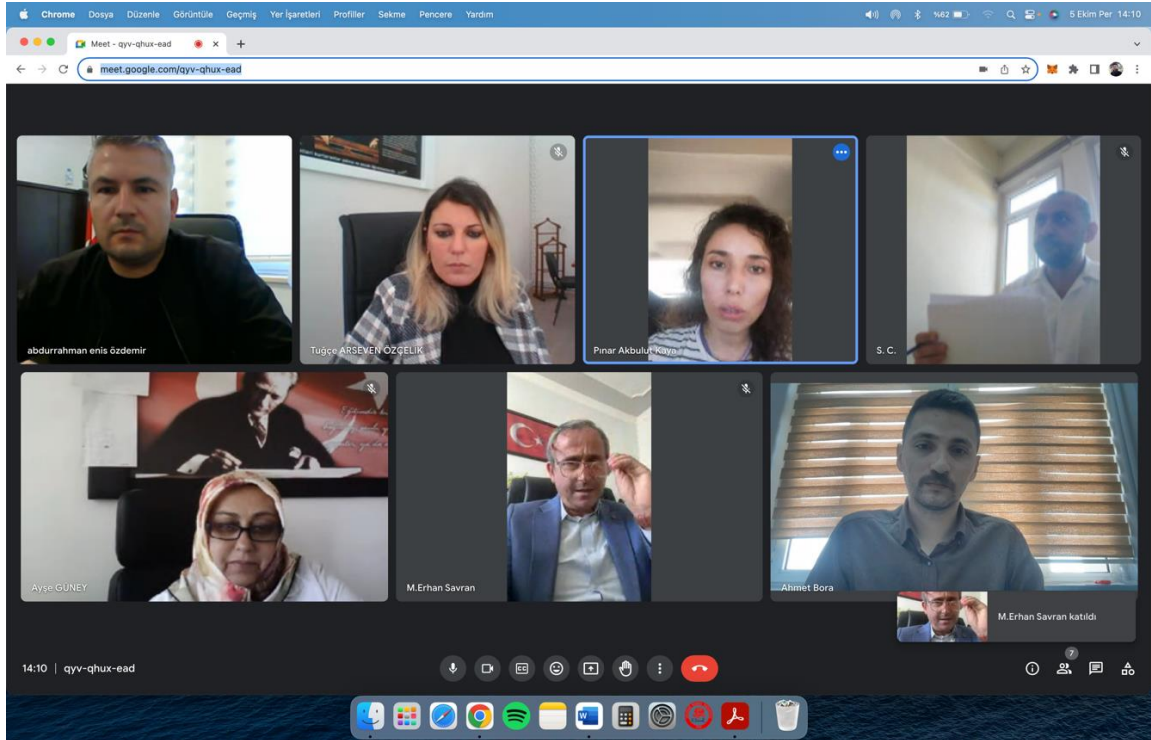 Chrome Dosya Düzenle Görüntüle Geçmiş Yer İşaretleri Profiller Sekme Pencere Yardım %62 5 Ekim Per 14:10
Meet - qyv-qhux-ead
meet.google.com/qyv-qhux-ead
abdurrahman enis özdemir
Tuğçe ARSEVEN ÖZÇELİK
Pınar Akbulut Kaya
S. C.
Ayşe GÜNEY
M.Erhan Savran
Ahmet Bora
M.Erhan Savran katıldı
14:10 | qyv-qhux-ead
CC
7
W